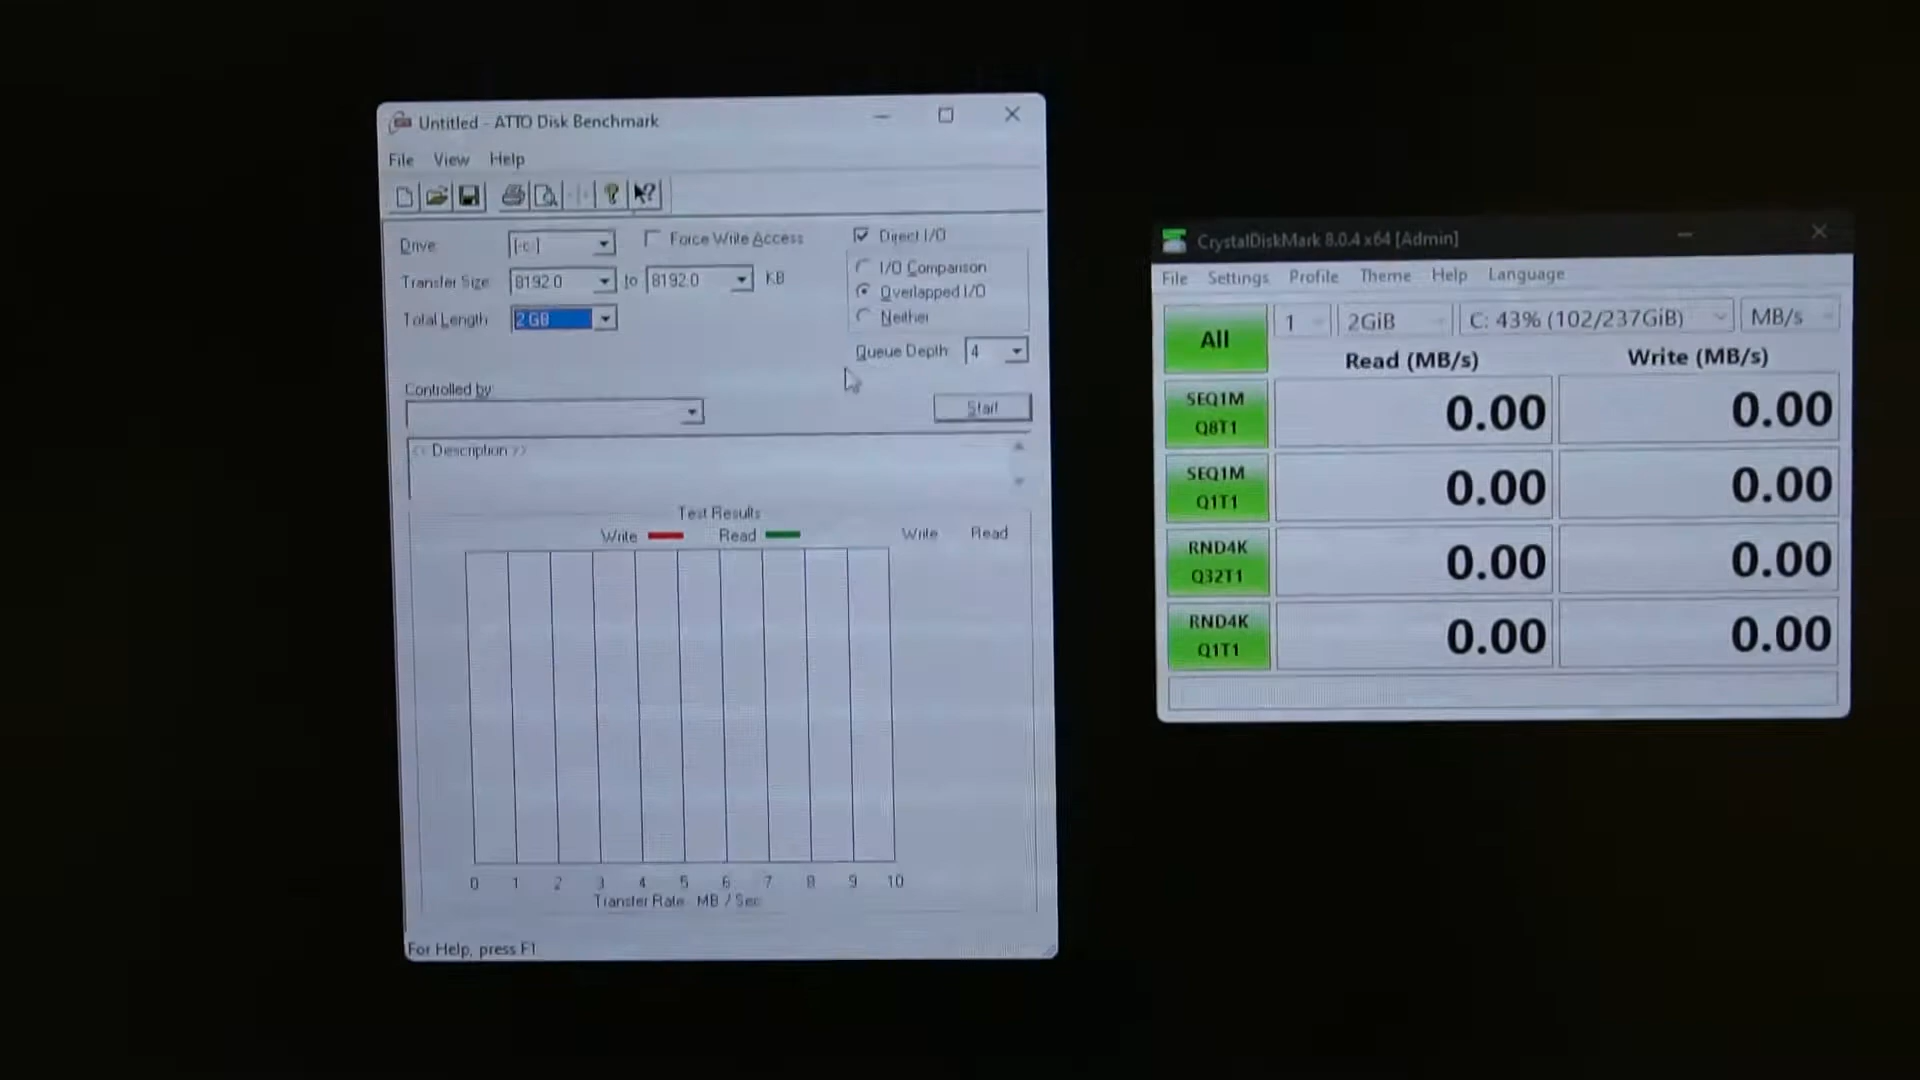 Untitled - ATTO Disk Benchmark
File View Help
Drive: [-c-] Force Write Access Direct I/O
Transfer Size: 8192.0 to 8192.0 KB I/O Comparison
Overlapped I/O
Total Length: 2 GB Neither
Queue Depth: 4
Controlled by:
Start
<< Description >>
Test Results
Write Read Write Read
0 1 2 3 4 5 6 7 8 9 10
Transfer Rate - MB / Sec
For Help, press F1
CrystalDiskMark 8.0.4 x64 [Admin]
File Settings Profile Theme Help Language
All 1 2GiB C: 43% (102/237GiB) MB/s
Read (MB/s) Write (MB/s)
SEQ1M
Q8T1 0.00 0.00
SEQ1M
Q1T1 0.00 0.00
RND4K
Q32T1 0.00 0.00
RND4K
Q1T1 0.00 0.00